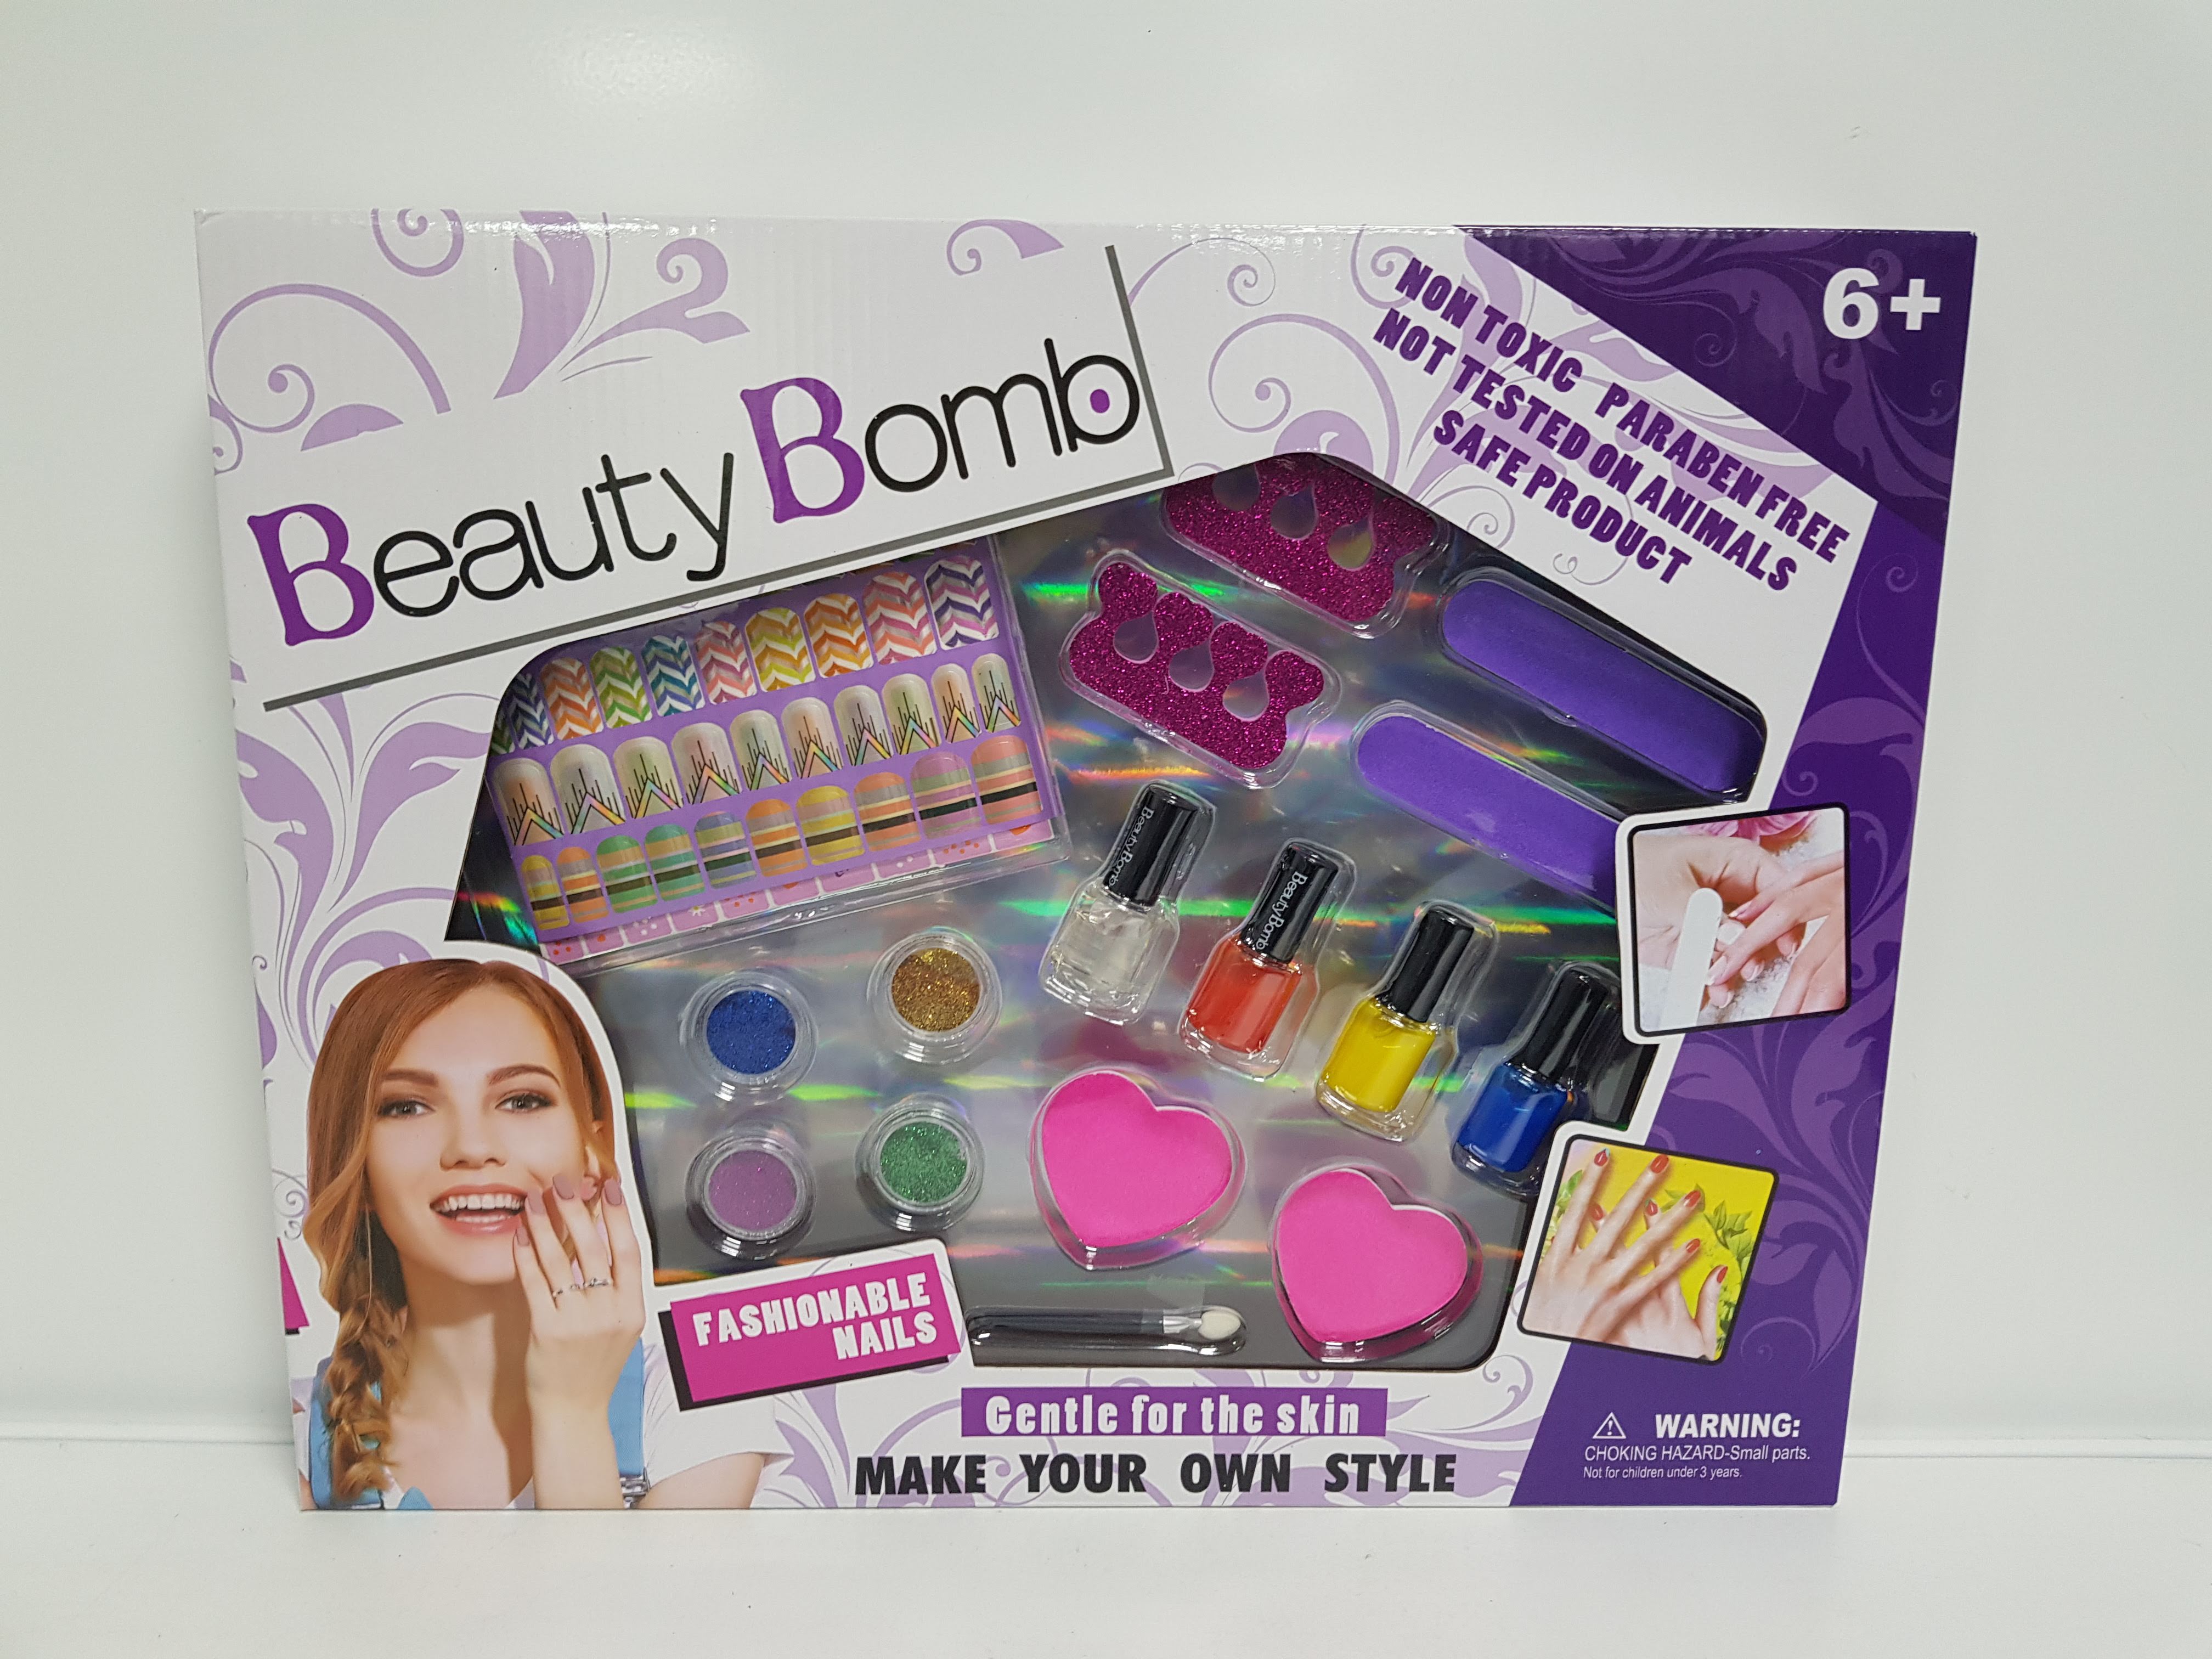 6+
NON TOXIC PARABEN FREE
NOT TESTED ON ANIMALS
SAFE PRODUCT
Beauty Bomb
BeautyBomb
BeautyBomb
FASHIONABLE
NAILS
Gentle for the skin
MAKE YOUR OWN STYLE
WARNING:
CHOKING HAZARD-Small parts.
Not for children under 3 years.